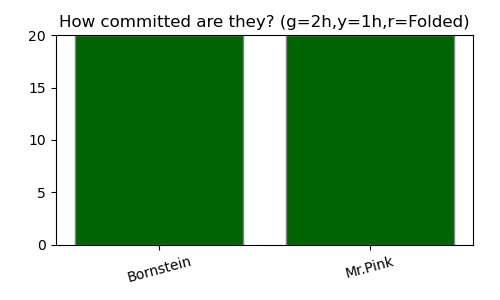 How committed are they? (g=2h,y=1h,r=Folded)
20
15
10
5
0
Bornstein
Mr.Pink